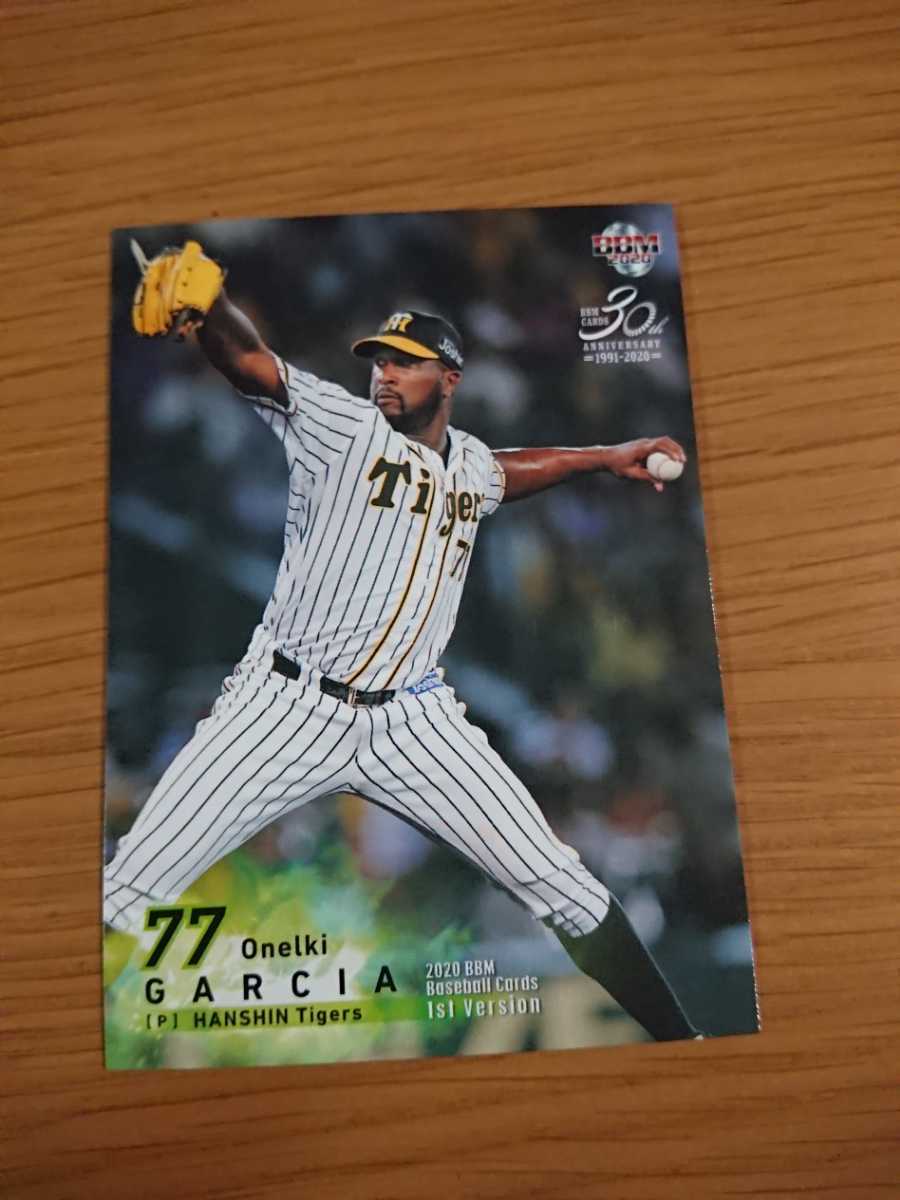 BBM
2020
BBM
CARDS
30th
ANNIVERSARY
=1991-2020=
Tiger
77
77 Onelki
GARCIA
[P] HANSHIN Tigers
2020 BBM
Baseball Cards
1st Version